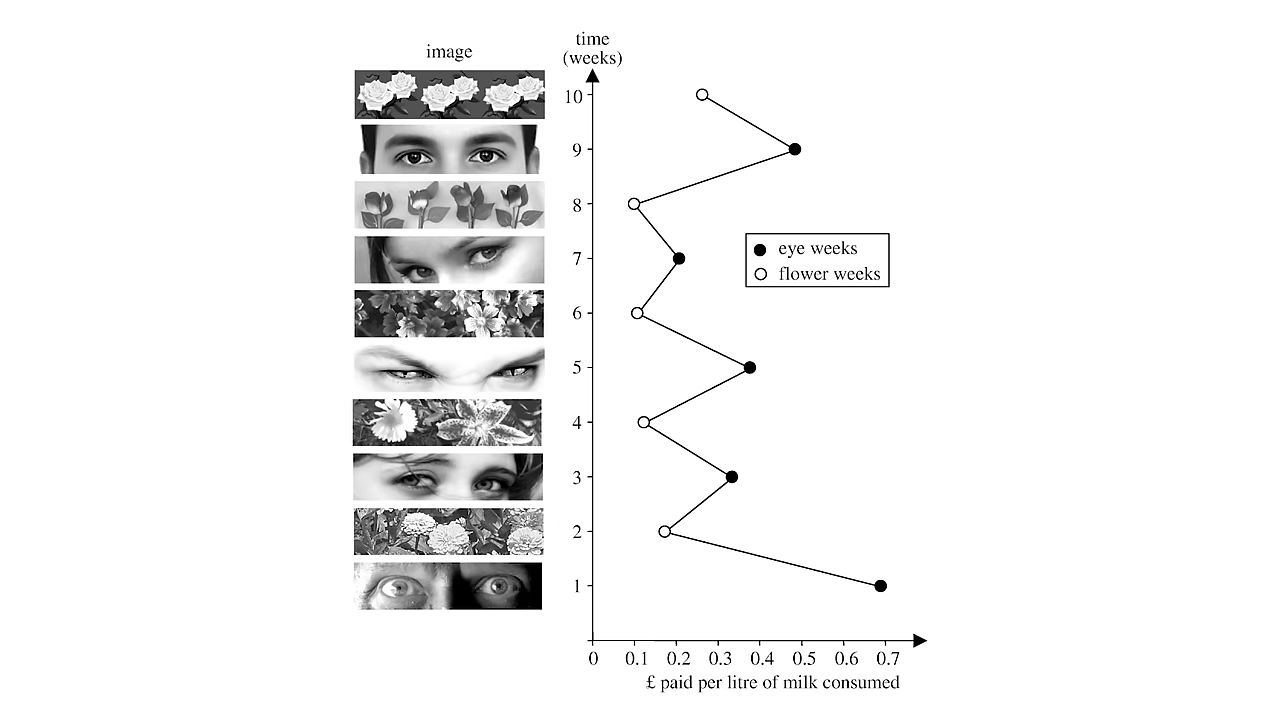 image
time
(weeks)
10
9
8
7
6
5
4
3
2
1
eye weeks
flower weeks
0 0.1 0.2 0.3 0.4 0.5 0.6 0.7
£ paid per litre of milk consumed